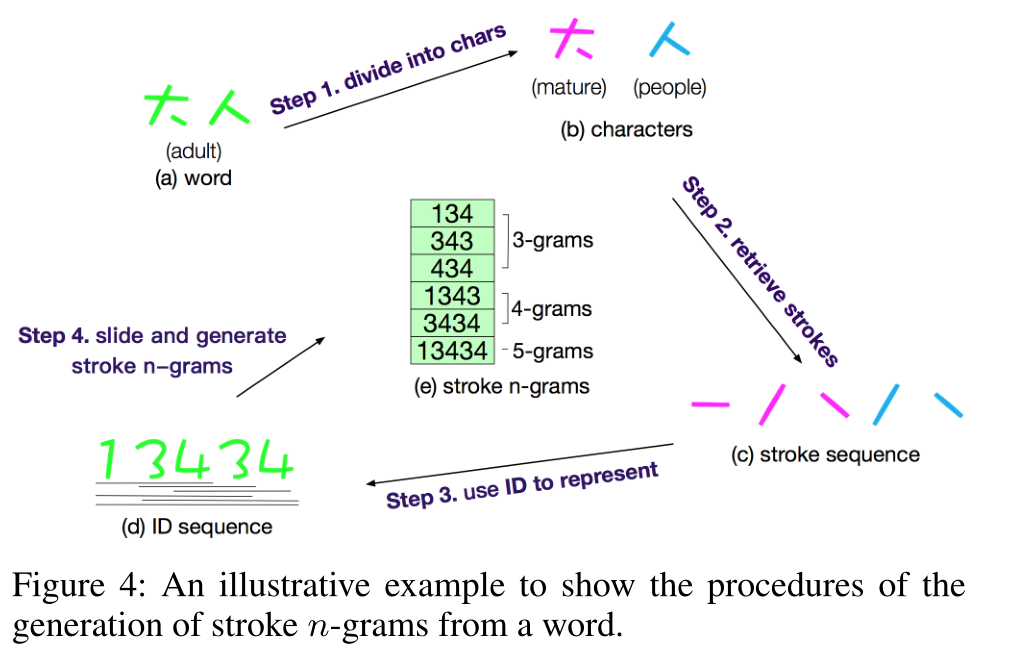 大 人
(adult)
(a) word
Step 1. divide into chars
大 人
(mature) (people)
(b) characters
Step 2. retrieve strokes
(c) stroke sequence
Step 3. use ID to represent
13434
(d) ID sequence
Step 4. slide and generate
stroke n−grams
134
343
434
3-grams
1343
3434
4-grams
13434
5-grams
(e) stroke n-grams
Figure 4: An illustrative example to show the procedures of the
generation of stroke n-grams from a word.